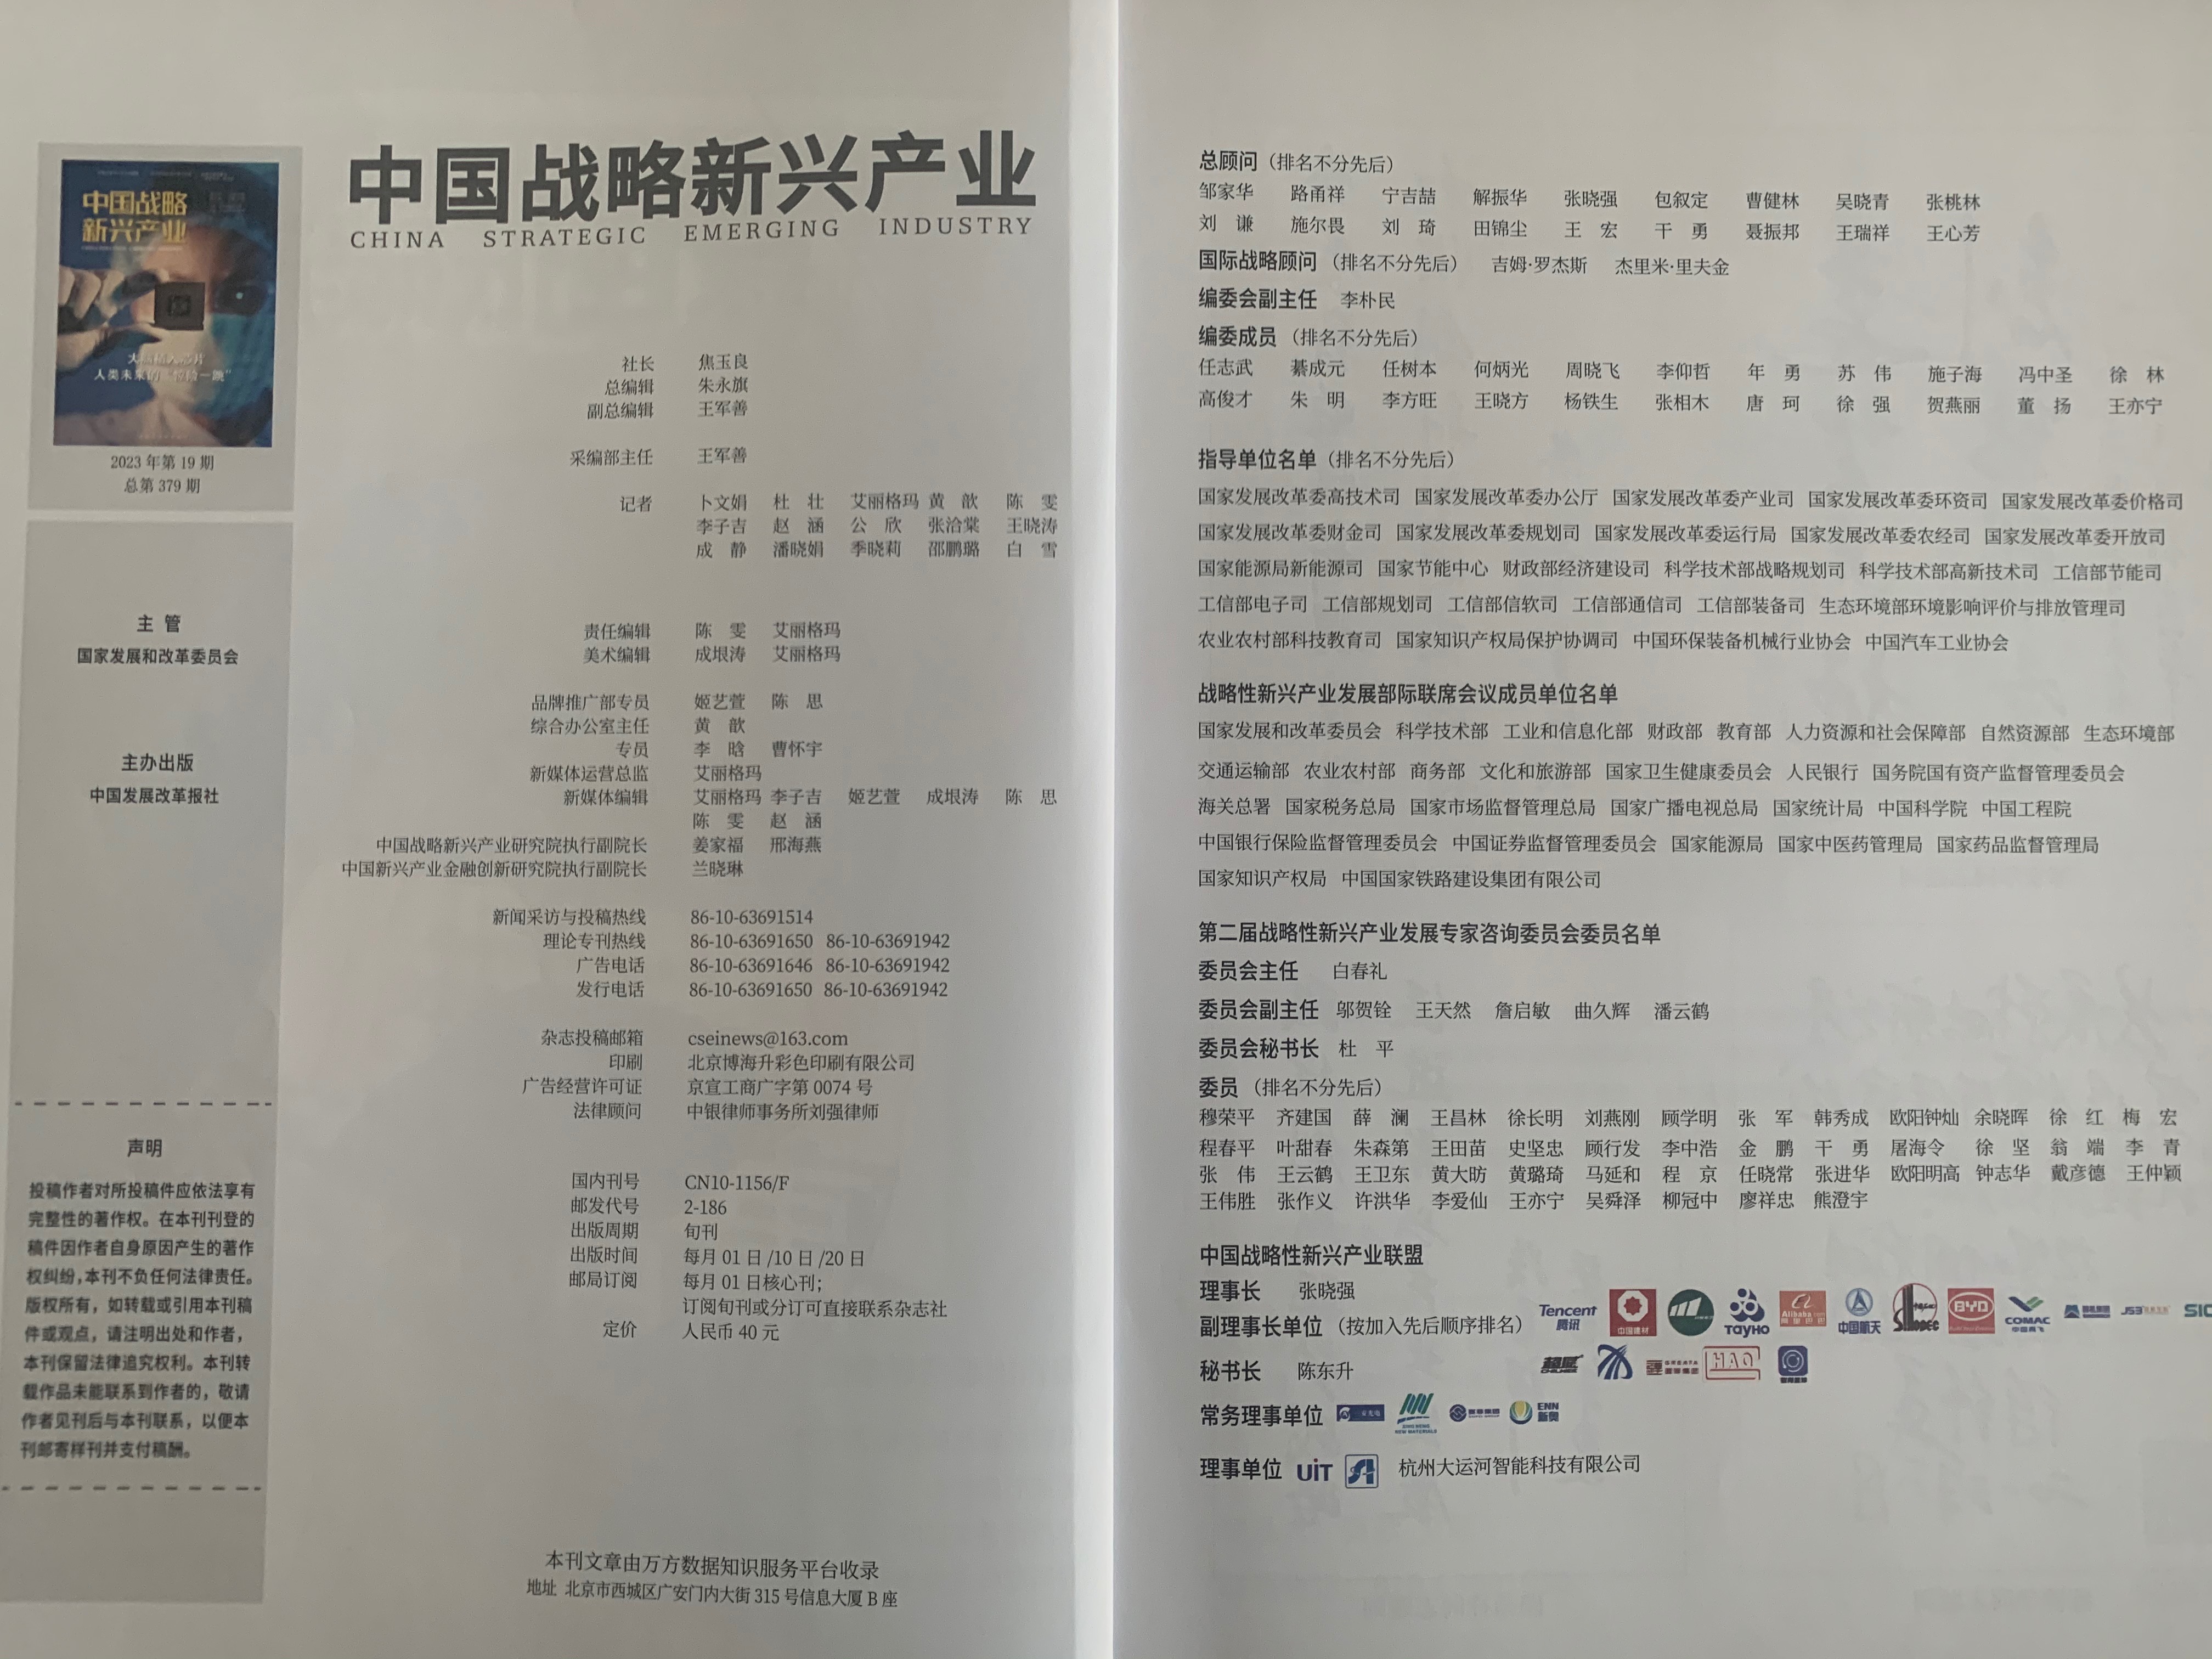 中国战略
新兴产业
大脑植入芯片
人类未来的“惊险一跳”
2023 年第 19 期
总第 379 期
主 管
国家发展和改革委员会
主办出版
中国发展改革报社
声明
投稿作者对所投稿件应依法享有
完整性的著作权。在本刊刊登的
稿件因作者自身原因产生的著作
权纠纷,本刊不负任何法律责任。
版权所有，如转载或引用本刊稿
件或观点，请注明出处和作者，
本刊保留法律追究权利。本刊转
载作品未能联系到作者的，敬请
作者见刊后与本刊联系，以便本
刊邮寄样刊并支付稿酬。
中国战略新兴产业
CHINA STRATEGIC EMERGING INDUSTRY
社长 焦玉良
总编辑 朱永旗
副总编辑 王军善
采编部主任 王军善
记者 卜文娟 杜 壮 艾丽格玛 黄 歆 陈 雯
李子吉 赵 涵 公 欣 张洽棠 王晓涛
成 静 潘晓娟 季晓莉 邵鹏璐 白 雪
责任编辑 陈 雯 艾丽格玛
美术编辑 成垠涛 艾丽格玛
品牌推广部专员 姬艺萱 陈 思
综合办公室主任 黄 歆
专员 李 晗 曹怀宇
新媒体运营总监 艾丽格玛
新媒体编辑 艾丽格玛 李子吉 姬艺萱 成垠涛 陈 思
陈 雯 赵 涵
中国战略新兴产业研究院执行副院长 姜家福 邢海燕
中国新兴产业金融创新研究院执行副院长 兰晓琳
新闻采访与投稿热线 86-10-63691514
理论专刊热线 86-10-63691650 86-10-63691942
广告电话 86-10-63691646 86-10-63691942
发行电话 86-10-63691650 86-10-63691942
杂志投稿邮箱 cseinews@163.com
印刷 北京博海升彩色印刷有限公司
广告经营许可证 京宣工商广字第 0074 号
法律顾问 中银律师事务所刘强律师
国内刊号 CN10-1156/F
邮发代号 2-186
出版周期 旬刊
出版时间 每月 01 日 /10 日 /20 日
邮局订阅 每月 01 日核心刊；
订阅旬刊或分订可直接联系杂志社
定价 人民币 40 元
本刊文章由万方数据知识服务平台收录
地址 北京市西城区广安门内大街 315 号信息大厦 B 座
总顾问（排名不分先后）
邹家华 路甬祥 宁吉喆 解振华 张晓强 包叙定 曹健林 吴晓青 张桃林
刘 谦 施尔畏 刘 琦 田锦尘 王 宏 干 勇 聂振邦 王瑞祥 王心芳
国际战略顾问（排名不分先后） 吉姆·罗杰斯 杰里米·里夫金
编委会副主任 李朴民
编委成员（排名不分先后）
任志武 綦成元 任树本 何炳光 周晓飞 李仰哲 年 勇 苏 伟 施子海 冯中圣 徐 林
高俊才 朱 明 李方旺 王晓方 杨铁生 张相木 唐 珂 徐 强 贺燕丽 董 扬 王亦宁
指导单位名单（排名不分先后）
国家发展改革委高技术司 国家发展改革委办公厅 国家发展改革委产业司 国家发展改革委环资司 国家发展改革委价格司
国家发展改革委财金司 国家发展改革委规划司 国家发展改革委运行局 国家发展改革委农经司 国家发展改革委开放司
国家能源局新能源司 国家节能中心 财政部经济建设司 科学技术部战略规划司 科学技术部高新技术司 工信部节能司
工信部电子司 工信部规划司 工信部信软司 工信部通信司 工信部装备司 生态环境部环境影响评价与排放管理司
农业农村部科技教育司 国家知识产权局保护协调司 中国环保装备机械行业协会 中国汽车工业协会
战略性新兴产业发展部际联席会议成员单位名单
国家发展和改革委员会 科学技术部 工业和信息化部 财政部 教育部 人力资源和社会保障部 自然资源部 生态环境部
交通运输部 农业农村部 商务部 文化和旅游部 国家卫生健康委员会 人民银行 国务院国有资产监督管理委员会
海关总署 国家税务总局 国家市场监督管理总局 国家广播电视总局 国家统计局 中国科学院 中国工程院
中国银行保险监督管理委员会 中国证券监督管理委员会 国家能源局 国家中医药管理局 国家药品监督管理局
国家知识产权局 中国国家铁路建设集团有限公司
第二届战略性新兴产业发展专家咨询委员会委员名单
委员会主任 白春礼
委员会副主任 邬贺铨 王天然 詹启敏 曲久辉 潘云鹤
委员会秘书长 杜 平
委员（排名不分先后）
穆荣平 齐建国 薛 澜 王昌林 徐长明 刘燕刚 顾学明 张 军 韩秀成 欧阳钟灿 余晓晖 徐 红 梅 宏
程春平 叶甜春 朱森第 王田苗 史坚忠 顾行发 李中浩 金 鹏 干 勇 屠海令 徐 坚 翁 端 李 青
张 伟 王云鹤 王卫东 黄大昉 黄璐琦 马延和 程 京 任晓常 张进华 欧阳明高 钟志华 戴彦德 王仲颖
王伟胜 张作义 许洪华 李爱仙 王亦宁 吴舜泽 柳冠中 廖祥忠 熊澄宇
中国战略性新兴产业联盟
理事长 张晓强
副理事长单位（按加入先后顺序排名） Tencent 腾讯 中国建材 TAYHO Alibaba.com 中国航天 SINOPEC BYD COMAC 中国商飞
秘书长 陈东升 HAO
常务理事单位 ENN 新奥
理事单位 UiT 杭州大运河智能科技有限公司